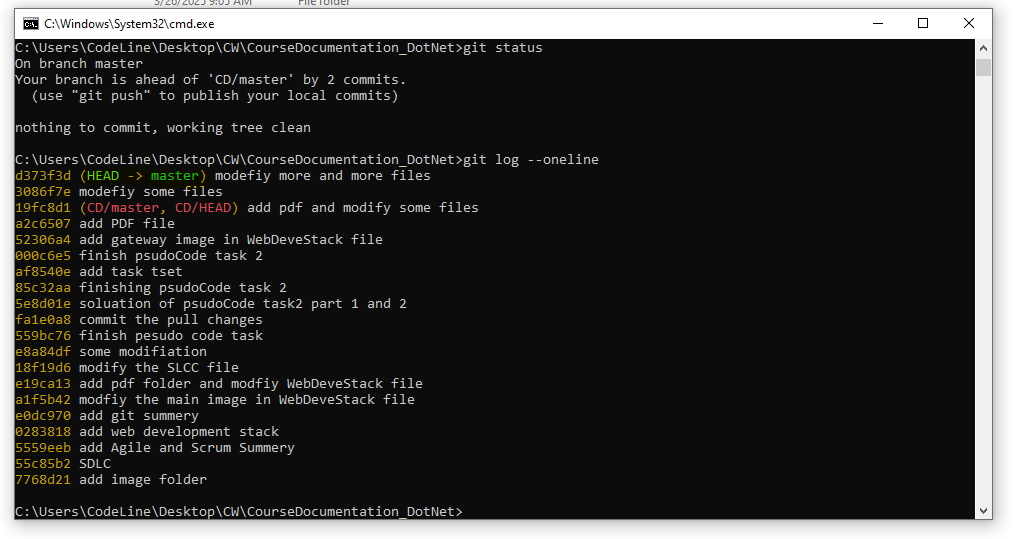 3/26/2025 9:05 AM File folder
C:\Windows\System32\cmd.exe
C:\Users\CodeLine\Desktop\CW\CourseDocumentation_DotNet>git status
On branch master
Your branch is ahead of 'CD/master' by 2 commits.
(use "git push" to publish your local commits)
nothing to commit, working tree clean
C:\Users\CodeLine\Desktop\CW\CourseDocumentation_DotNet>git log --oneline
d373f3d (HEAD -> master) modefiy more and more files
3086f7e modefiy some files
19fc8d1 (CD/master, CD/HEAD) add pdf and modify some files
a2c6507 add PDF file
52306a4 add gateway image in WebDeveStack file
000c6e5 finish psudoCode task 2
af8540e add task tset
85c32aa finishing psudoCode task 2
5e8d01e soluation of psudoCode task2 part 1 and 2
fa1e0a8 commit the pull changes
559bc76 finish pesudo code task
e8a84df some modifiation
18f19d6 modify the SLCC file
e19ca13 add pdf folder and modfiy WebDeveStack file
a1f5b42 modfiy the main image in WebDeveStack file
e0dc970 add git summery
0283818 add web development stack
5559eeb add Agile and Scrum Summery
55c85b2 SDLC
7768d21 add image folder
C:\Users\CodeLine\Desktop\CW\CourseDocumentation_DotNet>